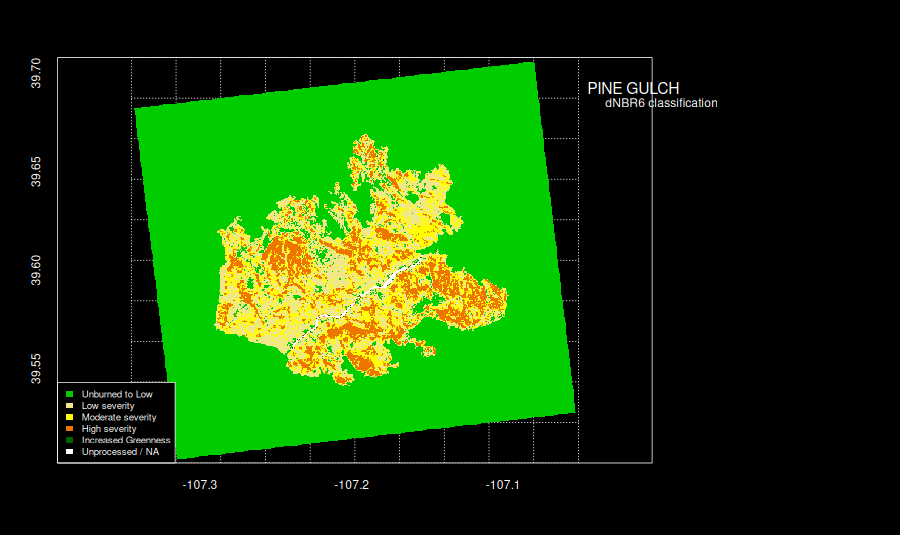 PINE GULCH
dNBR6 classification
39.70
39.65
39.60
39.55
Unburned to Low
Low severity
Moderate severity
High severity
Increased Greenness
Unprocessed / NA
-107.3
-107.2
-107.1